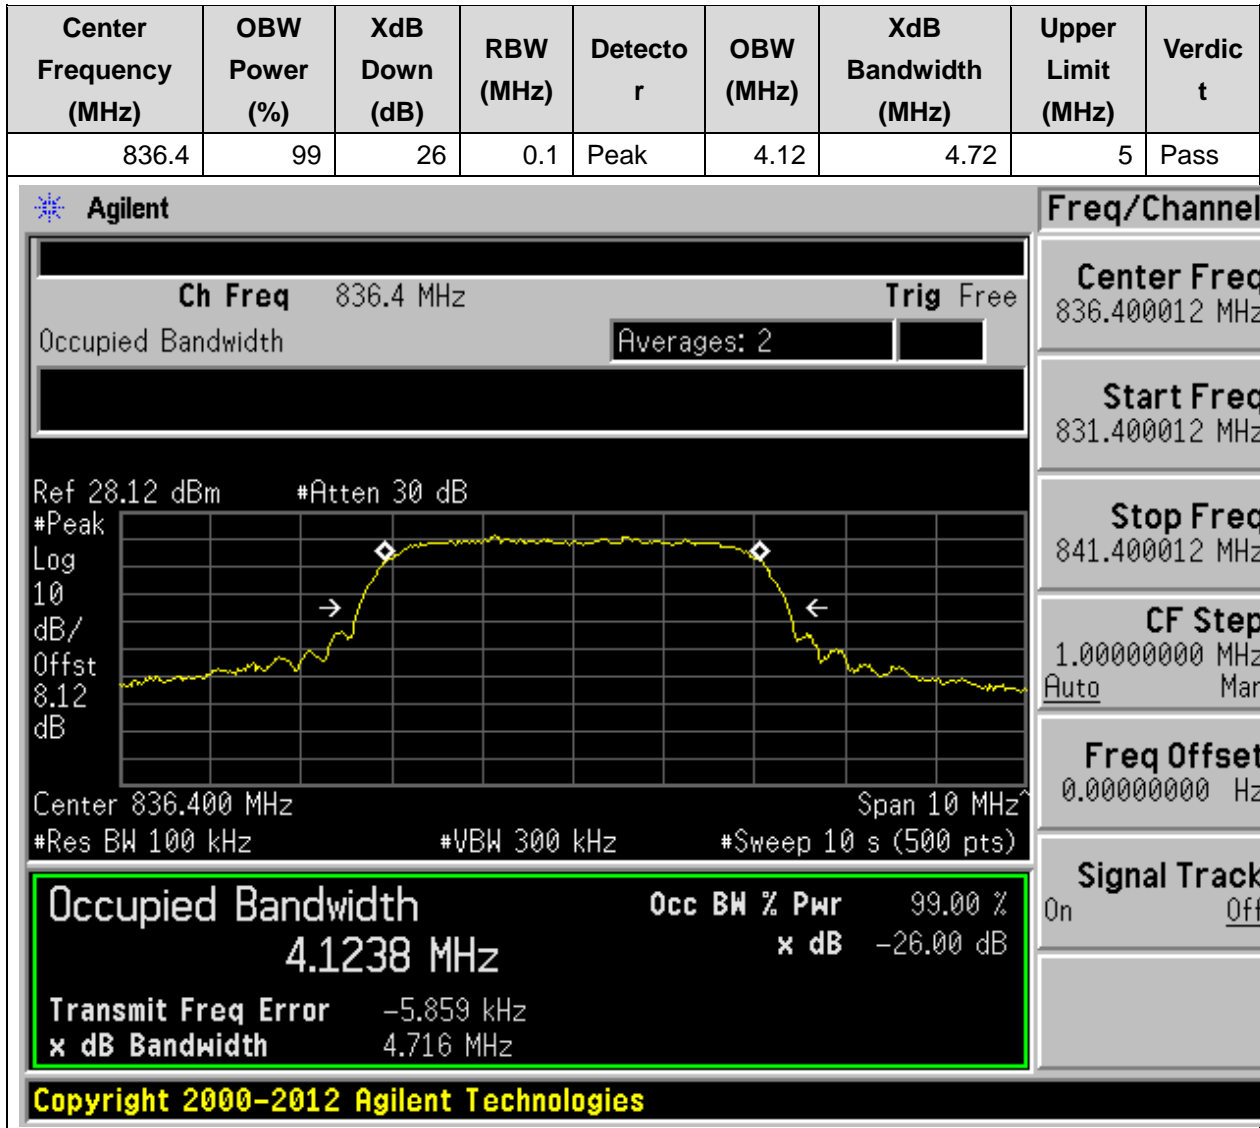 Center Frequency (MHz) OBW Power (%) XdB Down (dB) RBW (MHz) Detecto r OBW (MHz) XdB Bandwidth (MHz) Upper Limit (MHz) Verdic t
836.4 99 26 0.1 Peak 4.12 4.72 5 Pass
Agilent
Freq/Channel
Ch Freq 836.4 MHz Trig Free
Occupied Bandwidth Averages: 2
Center Freq
836.400012 MHz
Start Freq
831.400012 MHz
Stop Freq
841.400012 MHz
CF Step
1.00000000 MHz
Auto Man
Freq Offset
0.00000000 Hz
Signal Track
On Off
Ref 28.12 dBm #Atten 30 dB
#Peak
Log
10
dB/
Offst
8.12
dB
Center 836.400 MHz Span 10 MHz^
#Res BW 100 kHz #VBW 300 kHz #Sweep 10 s (500 pts)
Occupied Bandwidth Occ BW % Pwr 99.00 %
4.1238 MHz x dB -26.00 dB
Transmit Freq Error -5.859 kHz
x dB Bandwidth 4.716 MHz
Copyright 2000-2012 Agilent Technologies